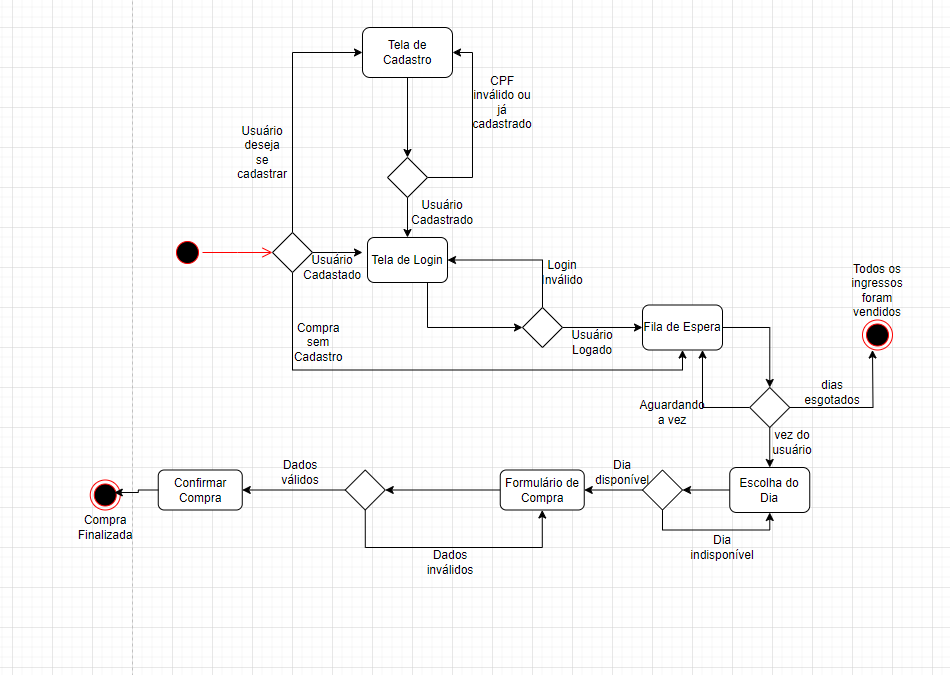 Tela de
Cadastro
CPF
inválido ou
já
cadastrado
Usuário
deseja
se
cadastrar
Usuário
Cadastrado
Usuário
Cadastado
Tela de Login
Login
Inválido
Todos os
ingressos
foram
vendidos
Compra
sem
Cadastro
Usuário
Logado
Fila de Espera
dias
esgotados
Aguardando
a vez
vez do
usuário
Dados
válidos
Dia
disponível
Confirmar
Compra
Formulário de
Compra
Escolha do
Dia
Compra
Finalizada
Dados
inválidos
Dia
indisponível